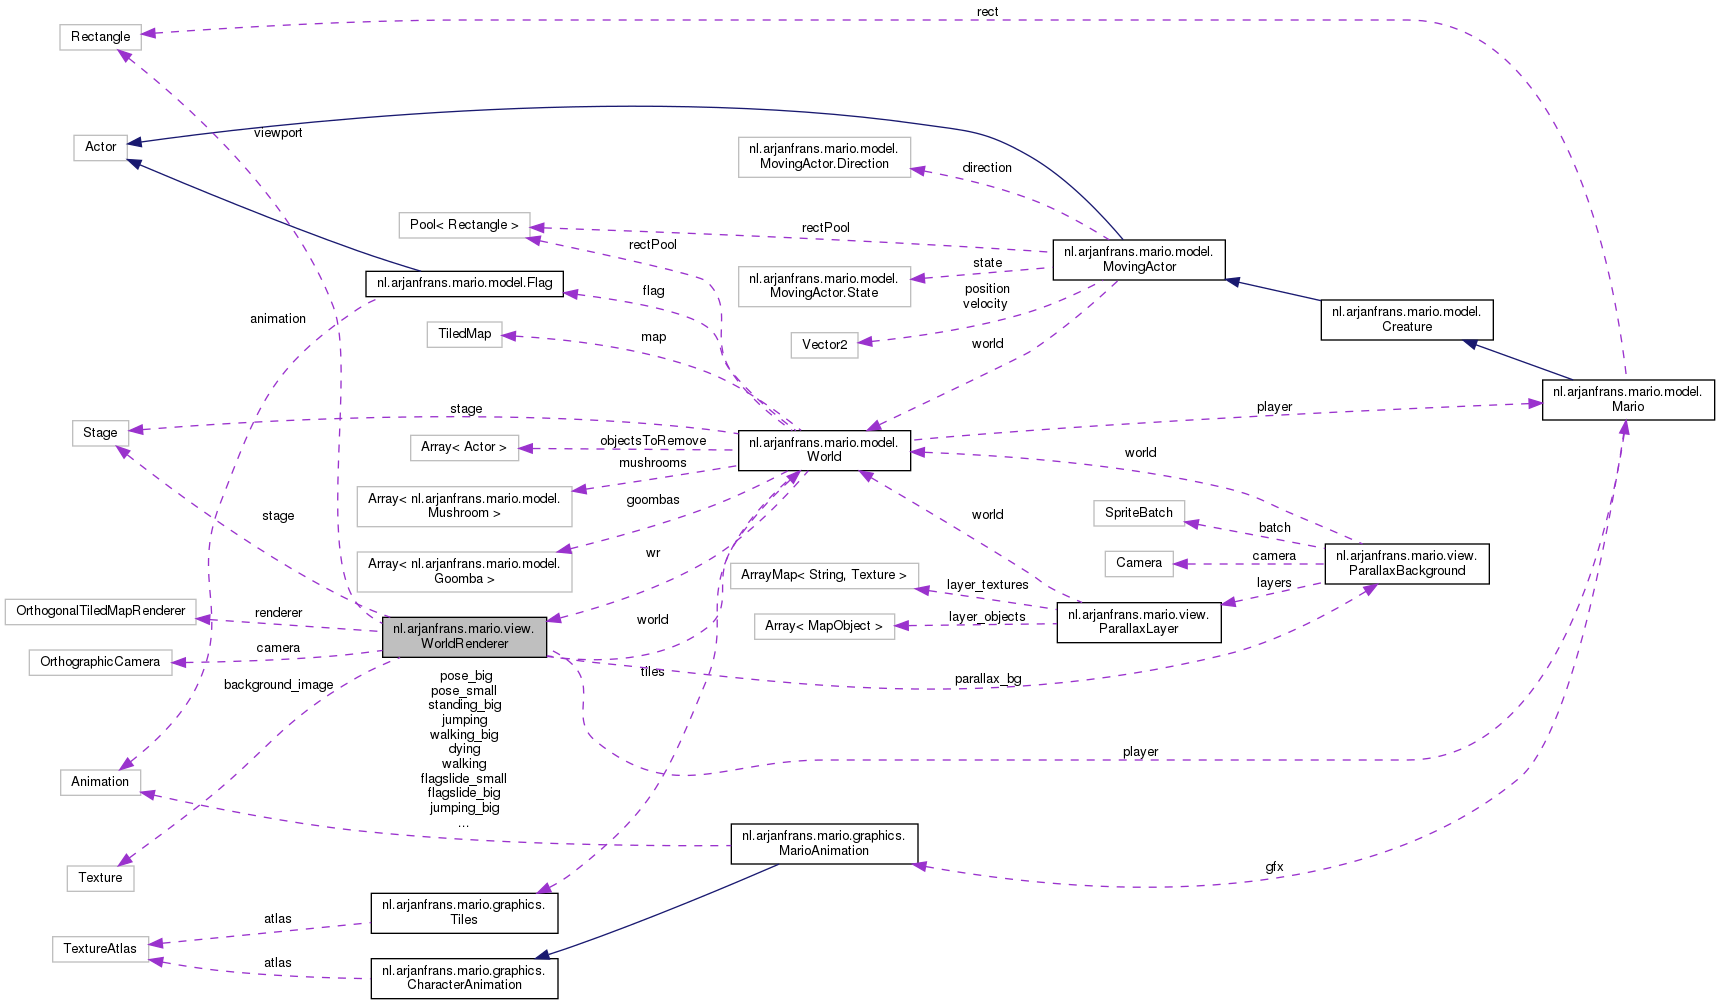 rect
Rectangle
viewport
Actor
nl.arjanfrans.mario.model.
MovingActor.Direction
direction
Pool< Rectangle >
rectPool
rectPool
nl.arjanfrans.mario.model.
MovingActor
state
nl.arjanfrans.mario.model.
MovingActor.State
nl.arjanfrans.mario.model.Flag
flag
position
velocity
animation
nl.arjanfrans.mario.model.
Creature
TiledMap
map
Vector2
world
nl.arjanfrans.mario.model.
Mario
stage
player
Stage
Array< Actor >
objectsToRemove
nl.arjanfrans.mario.model.
World
world
mushrooms
Array< nl.arjanfrans.mario.model.
Mushroom >
goombas
stage
world
SpriteBatch
batch
wr
Array< nl.arjanfrans.mario.model.
Goomba >
Camera
camera
nl.arjanfrans.mario.view.
ParallaxBackground
ArrayMap< String, Texture >
layer_textures
layers
OrthogonalTiledMapRenderer
renderer
nl.arjanfrans.mario.view.
WorldRenderer
world
Array< MapObject >
layer_objects
nl.arjanfrans.mario.view.
ParallaxLayer
OrthographicCamera
camera
tiles
background_image
parallax_bg
pose_big
pose_small
standing_big
jumping
walking_big
dying
walking
flagslide_small
flagslide_big
jumping_big
...
player
Animation
nl.arjanfrans.mario.graphics.
MarioAnimation
gfx
Texture
nl.arjanfrans.mario.graphics.
Tiles
atlas
TextureAtlas
atlas
nl.arjanfrans.mario.graphics.
CharacterAnimation